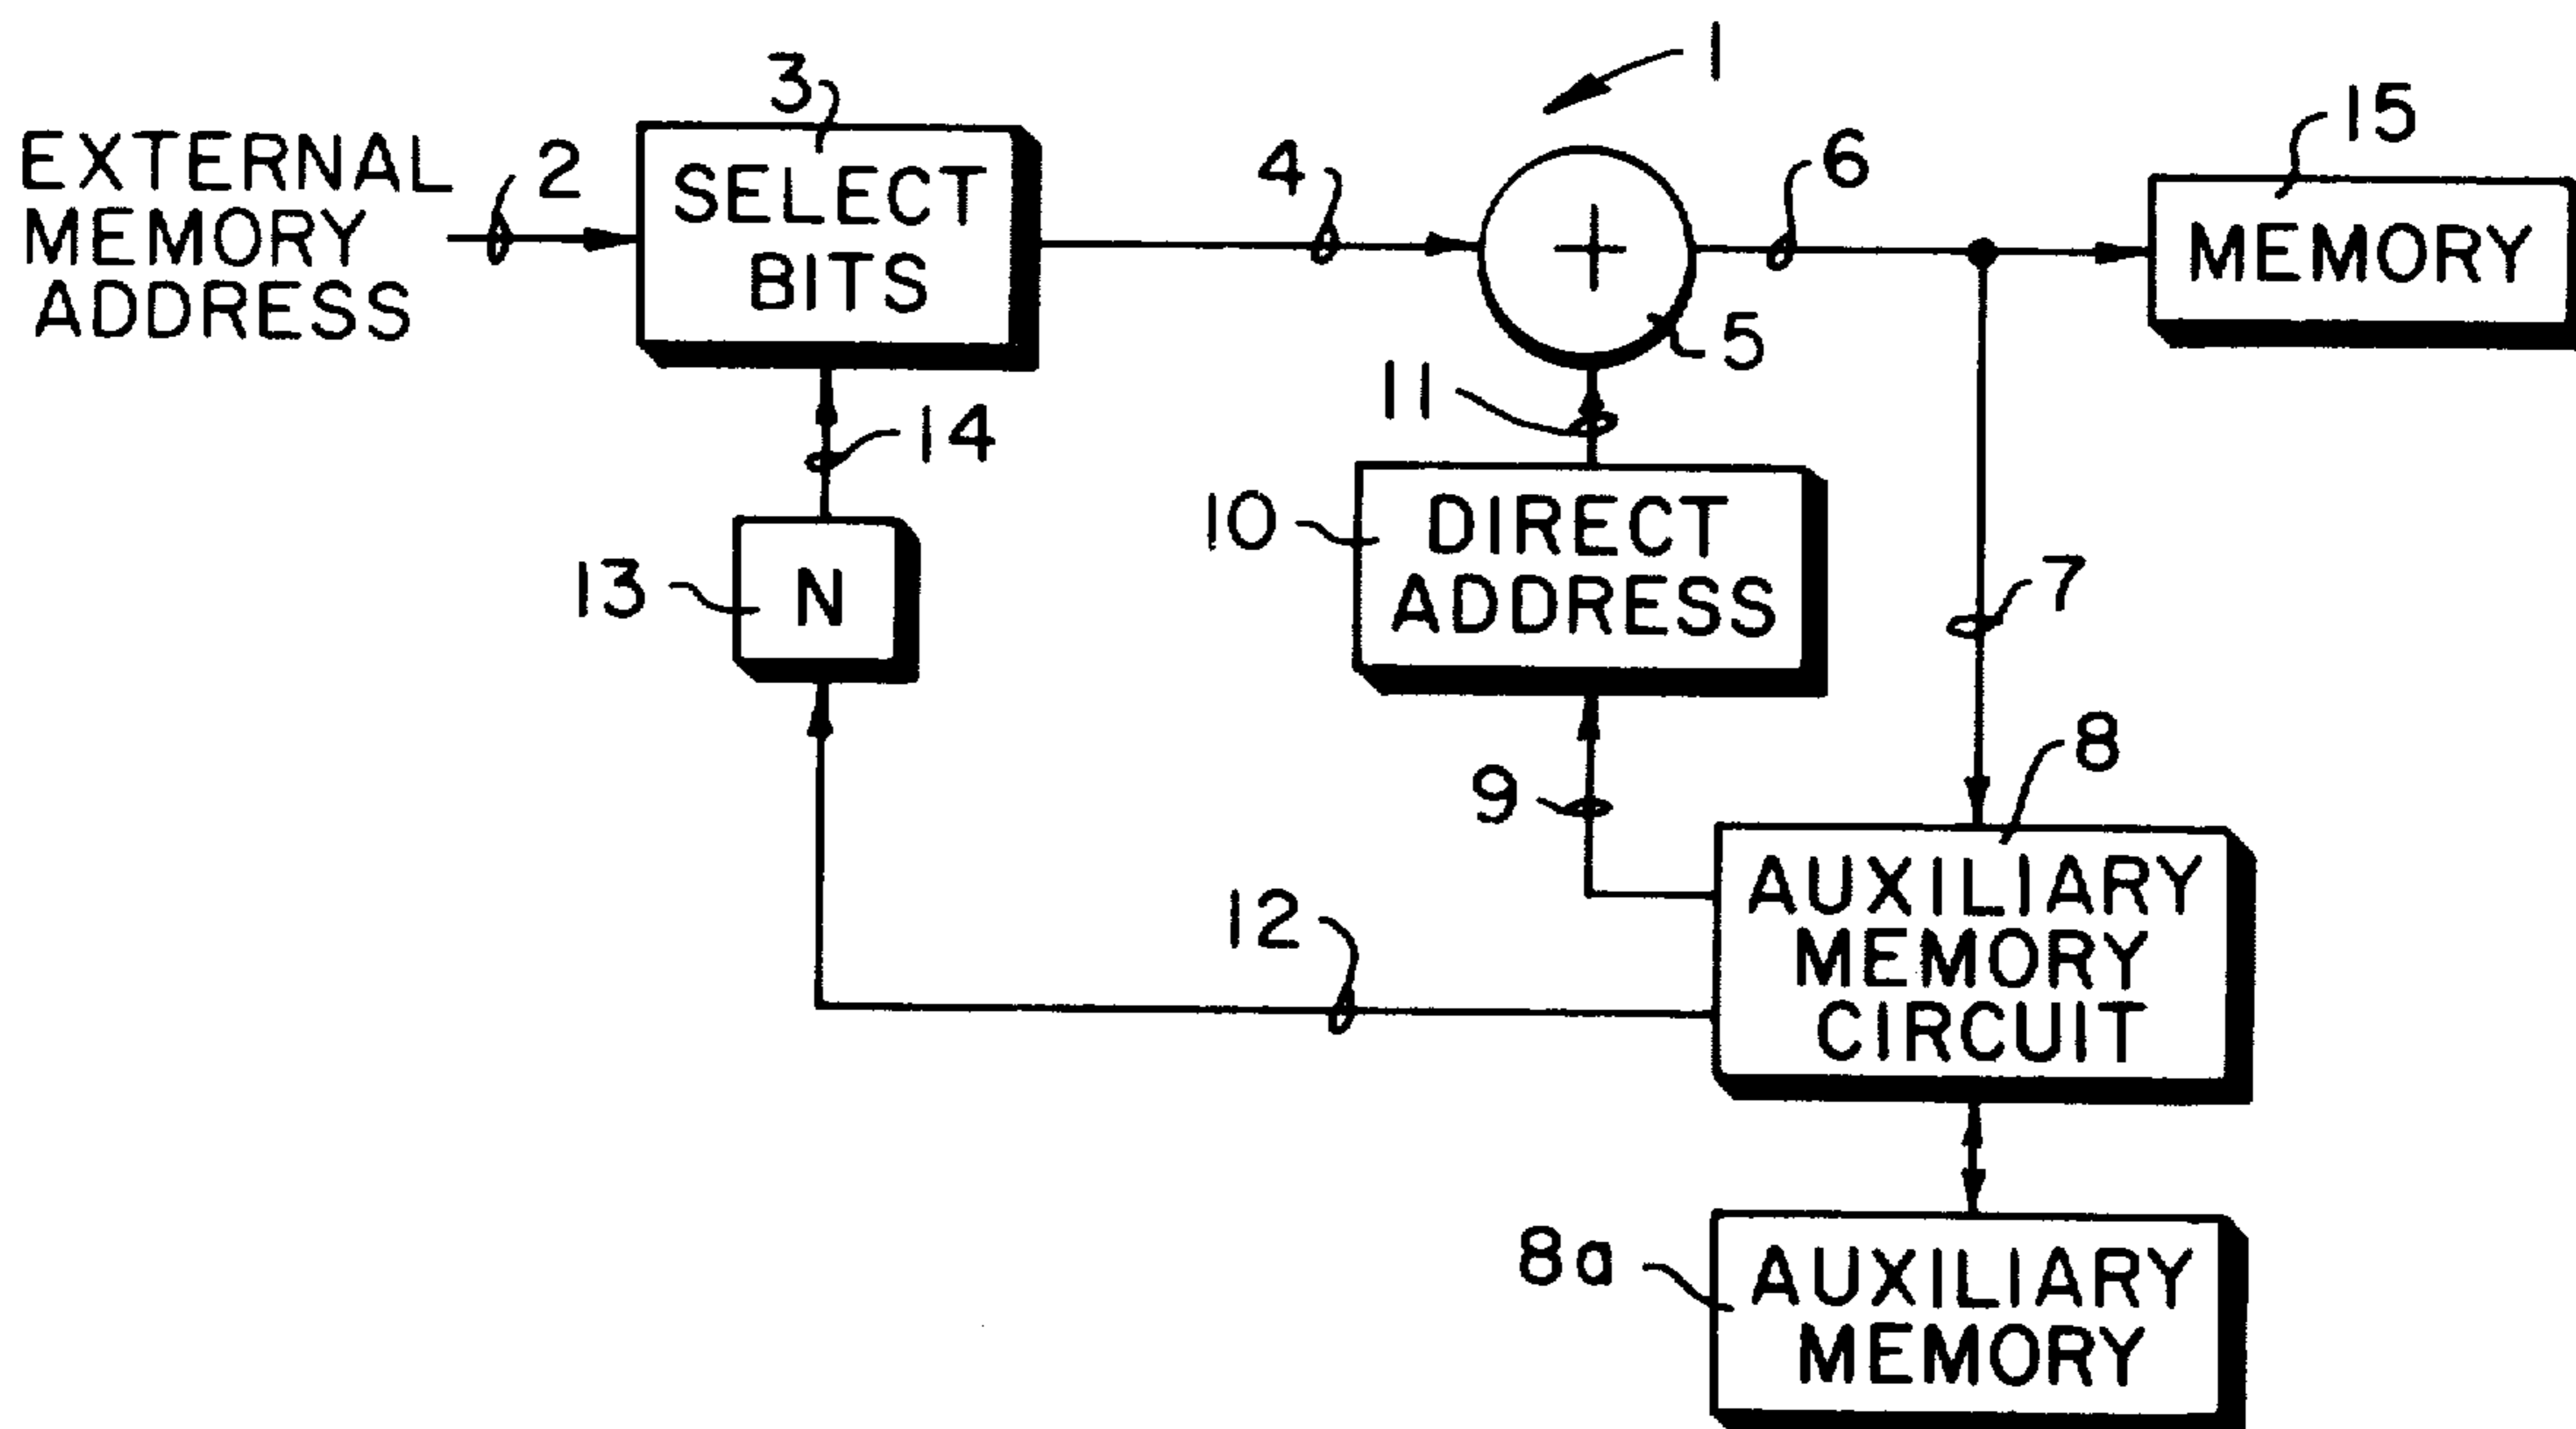 1
3
15
EXTERNAL
MEMORY
ADDRESS
2
SELECT
BITS
4
+
6
MEMORY
5
11
14
10
DIRECT
ADDRESS
13
N
7
8
9
AUXILIARY
MEMORY
CIRCUIT
12
8a
AUXILIARY
MEMORY